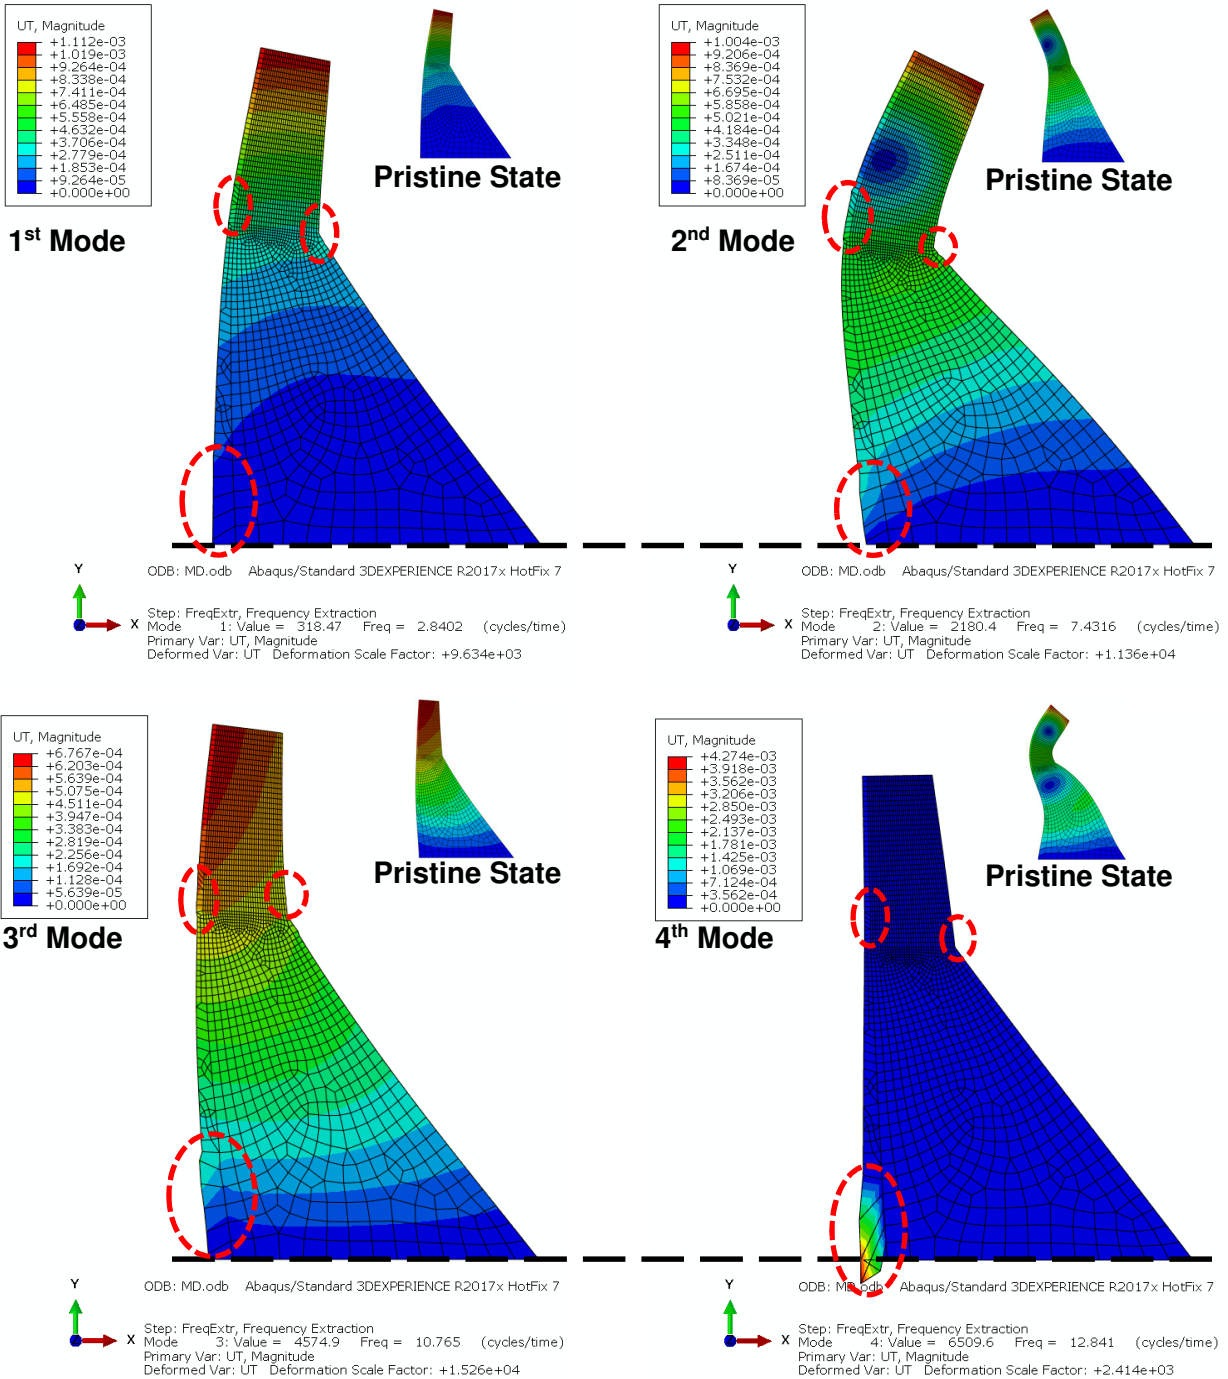 UT, Magnitude
+1.112e-03
+1.019e-03
+9.264e-04
+8.338e-04
+7.411e-04
+6.485e-04
+5.558e-04
+4.632e-04
+3.706e-04
+2.779e-04
+1.853e-04
+9.264e-05
+0.000e+00
Pristine State
1st Mode
ODB: MD.odb Abaqus/Standard 3DEXPERIENCE R2017x HotFix 7
Y
X
Step: FreqExtr, Frequency Extraction
Mode 1: Value = 318.47 Freq = 2.8402 (cycles/time)
Primary Var: UT, Magnitude
Deformed Var: UT Deformation Scale Factor: +9.634e+03
UT, Magnitude
+1.004e-03
+9.206e-04
+8.369e-04
+7.532e-04
+6.695e-04
+5.858e-04
+5.021e-04
+4.184e-04
+3.348e-04
+2.511e-04
+1.674e-04
+8.369e-05
+0.000e+00
Pristine State
2nd Mode
ODB: MD.odb Abaqus/Standard 3DEXPERIENCE R2017x HotFix 7
Y
X
Step: FreqExtr, Frequency Extraction
Mode 2: Value = 2180.4 Freq = 7.4316 (cycles/time)
Primary Var: UT, Magnitude
Deformed Var: UT Deformation Scale Factor: +1.136e+04
UT, Magnitude
+6.767e-04
+6.203e-04
+5.639e-04
+5.075e-04
+4.511e-04
+3.947e-04
+3.383e-04
+2.819e-04
+2.256e-04
+1.692e-04
+1.128e-04
+5.639e-05
+0.000e+00
Pristine State
3rd Mode
ODB: MD.odb Abaqus/Standard 3DEXPERIENCE R2017x HotFix 7
Y
X
Step: FreqExtr, Frequency Extraction
Mode 3: Value = 4574.9 Freq = 10.765 (cycles/time)
Primary Var: UT, Magnitude
Deformed Var: UT Deformation Scale Factor: +1.526e+04
UT, Magnitude
+4.274e-03
+3.918e-03
+3.562e-03
+3.206e-03
+2.850e-03
+2.493e-03
+2.137e-03
+1.781e-03
+1.425e-03
+1.069e-03
+7.124e-04
+3.562e-04
+0.000e+00
Pristine State
4th Mode
ODB: MD.odb Abaqus/Standard 3DEXPERIENCE R2017x HotFix 7
Y
X
Step: FreqExtr, Frequency Extraction
Mode 4: Value = 6509.6 Freq = 12.841 (cycles/time)
Primary Var: UT, Magnitude
Deformed Var: UT Deformation Scale Factor: +2.414e+03